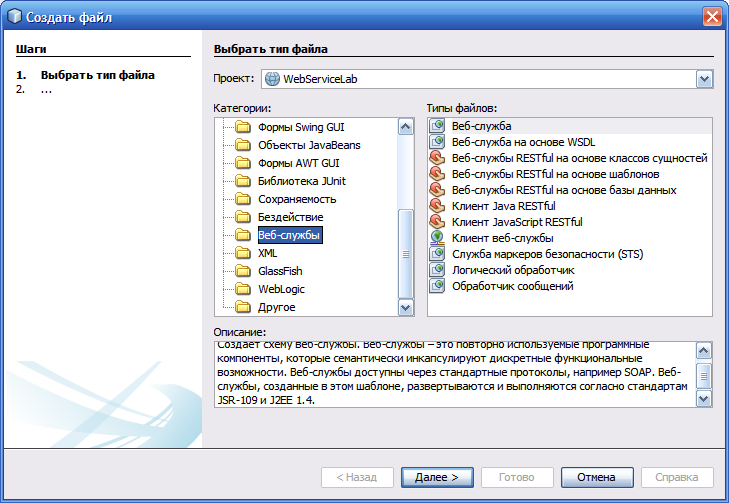 Создать файл
Шаги
1. Выбрать тип файла
2. ...
Выбрать тип файла
Проект: WebServiceLab
Категории:
Формы Swing GUI
Объекты JavaBeans
Формы AWT GUI
Библиотека JUnit
Сохраняемость
Бездействие
Веб-службы
XML
GlassFish
WebLogic
Другое
Типы файлов:
Веб-служба
Веб-служба на основе WSDL
Веб-службы RESTful на основе классов сущностей
Веб-службы RESTful на основе шаблонов
Веб-службы RESTful на основе базы данных
Клиент Java RESTful
Клиент JavaScript RESTful
Клиент веб-службы
Служба маркеров безопасности (STS)
Логический обработчик
Обработчик сообщений
Описание:
Создает схему Веб-службы. Веб-службы – это повторно используемые программные
компоненты, которые семантически инкапсулируют дискретные функциональные
возможности. Веб-службы доступны через стандартные протоколы, например SOAP. Веб-
службы, созданные в этом шаблоне, развертываются и выполняются согласно стандартам
JSR-109 и J2EE 1.4.
< Назад
Далее >
Готово
Отмена
Справка